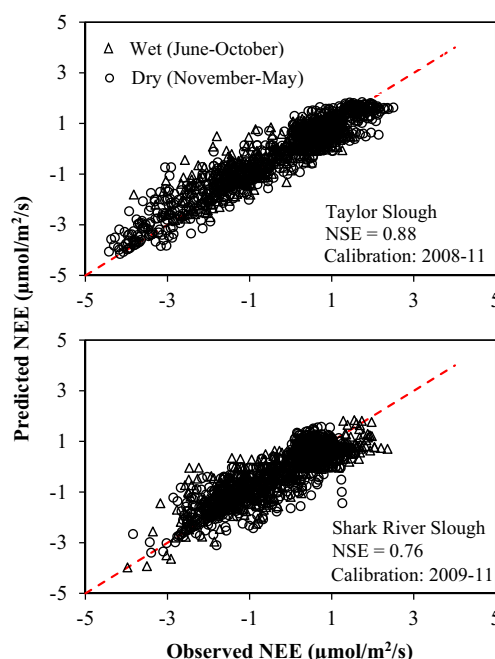 5
△ Wet (June-October)
3
○ Dry (November-May)
1
-1
-3
Taylor Slough
NSE = 0.88
Calibration: 2008-11
-5
-5 -3 -1 1 3 5
Predicted NEE (µmol/m²/s)
5
3
1
-1
-3
Shark River Slough
NSE = 0.76
Calibration: 2009-11
-5
-5 -3 -1 1 3 5
Observed NEE (µmol/m²/s)